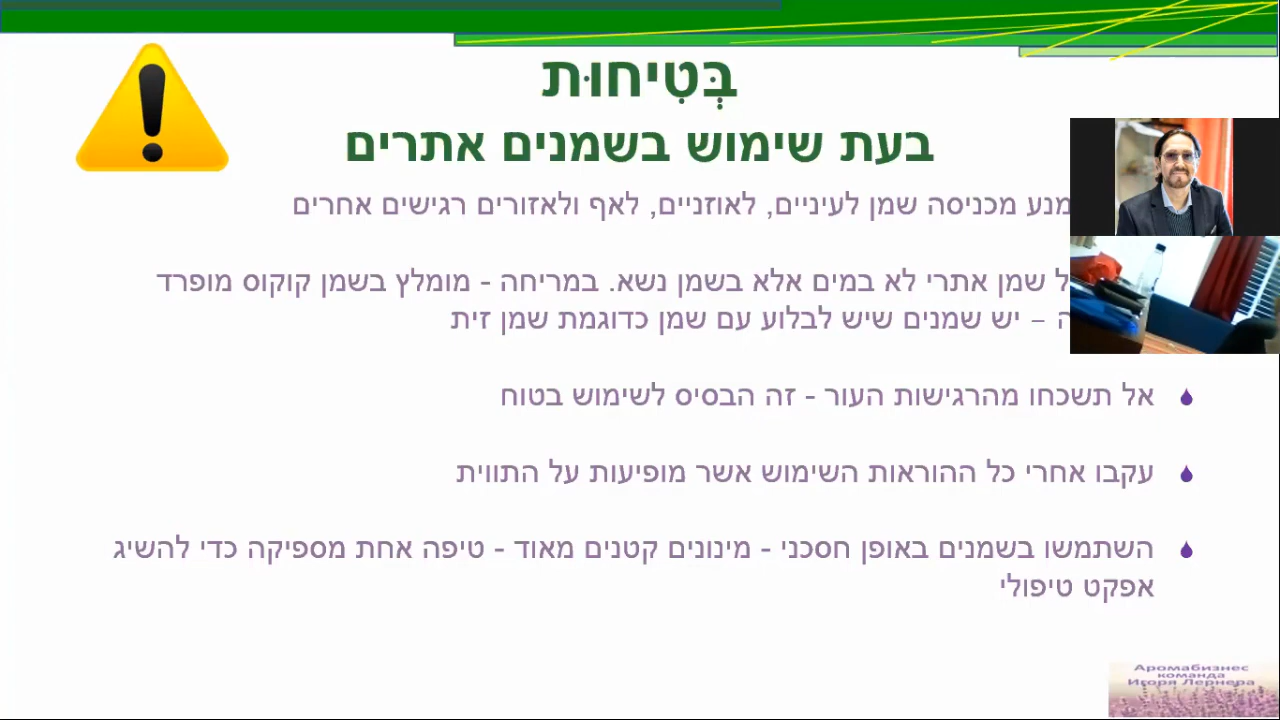 בְּטִיחוּת
בעת שימוש בשמנים אתרים
מכניסה שמן לעיניים, לאוזניים, לאף ולאזורים רגישים אחרים
שמן אתרי לא במים אלא בשמן נשא. במריחה - מומלץ בשמן קוקוס מופרד
– יש שמנים שיש לבלוע עם שמן כדוגמת שמן זית
אל תשכחו מהרגישות העור - זה הבסיס לשימוש בטוח
עקבו אחרי כל ההוראות השימוש אשר מופיעות על התווית
השתמשו בשמנים באופן חסכני - מינונים קטנים מאוד - טיפה אחת מספיקה כדי להשיג
אפקט טיפולי
Аромабизнес
команда
Игоря Лернера